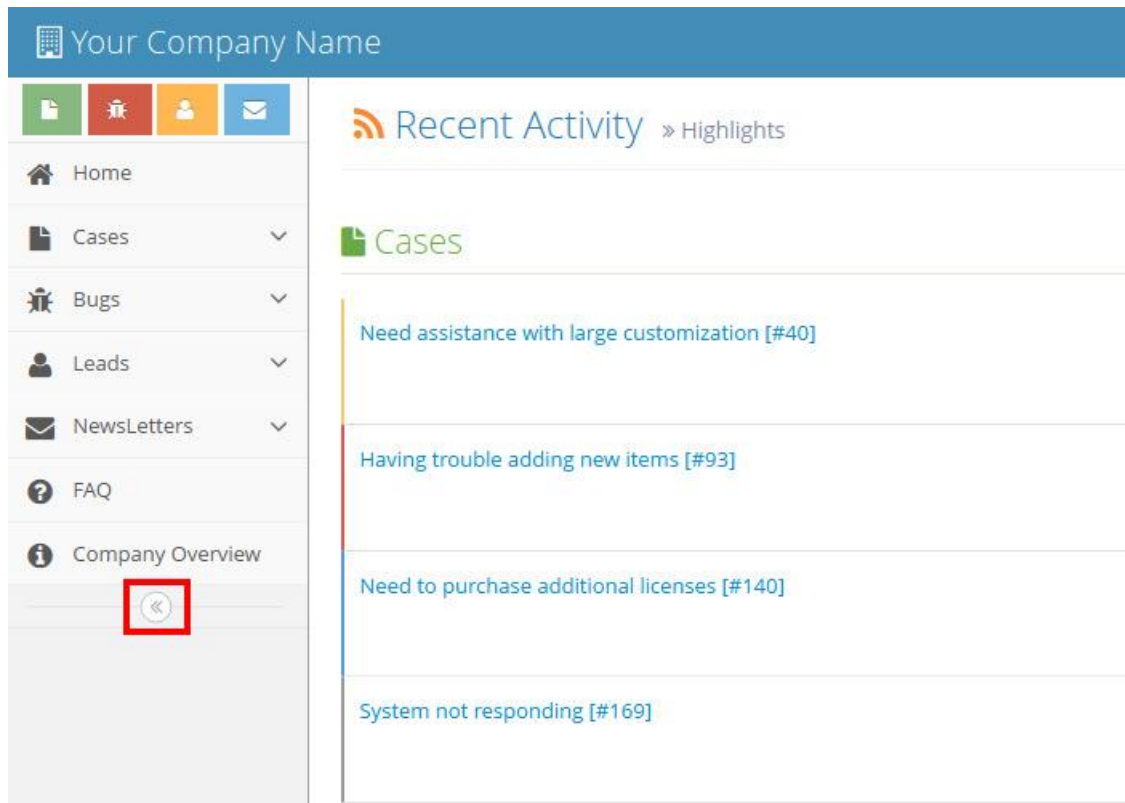 Your Company Name
Recent Activity » Highlights
Home
Cases
Bugs
Leads
NewsLetters
FAQ
Company Overview
Cases
Need assistance with large customization [#40]
Having trouble adding new items [#93]
Need to purchase additional licenses [#140]
System not responding [#169]